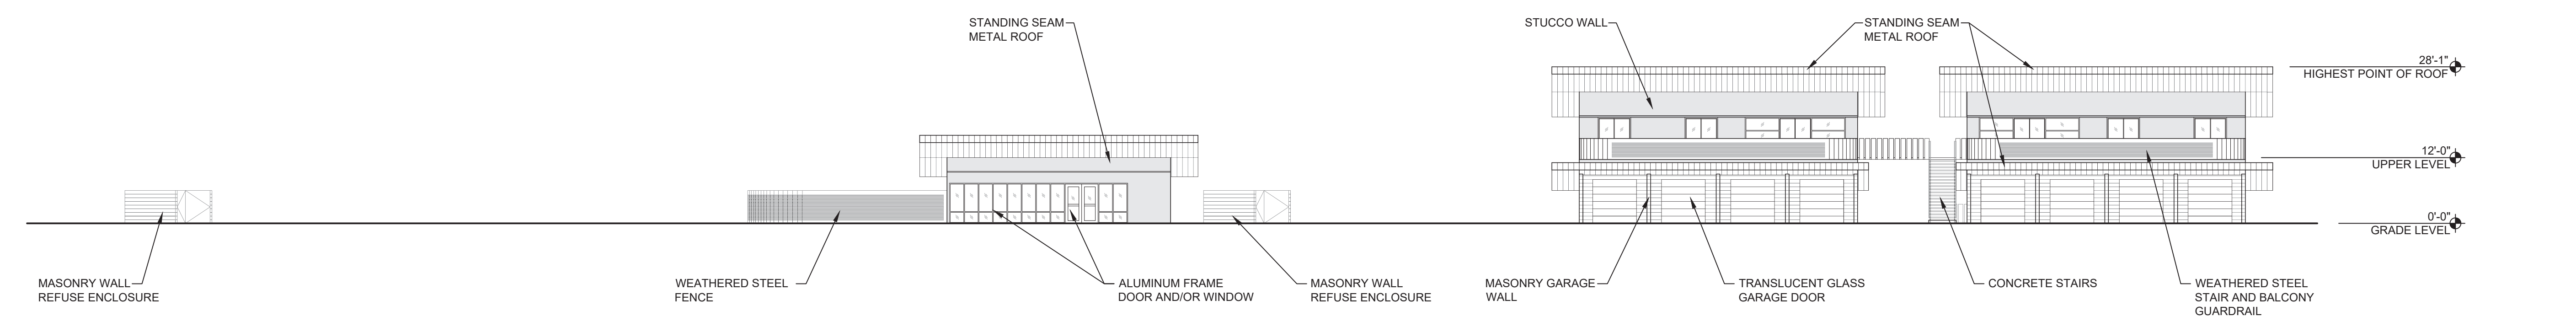 STANDING SEAM
METAL ROOF
STUCCO WALL
STANDING SEAM
METAL ROOF
28'-1"
HIGHEST POINT OF ROOF
12'-0"
UPPER LEVEL
0'-0"
GRADE LEVEL
MASONRY WALL
REFUSE ENCLOSURE
WEATHERED STEEL
FENCE
ALUMINUM FRAME
DOOR AND/OR WINDOW
MASONRY WALL
REFUSE ENCLOSURE
MASONRY GARAGE
WALL
TRANSLUCENT GLASS
GARAGE DOOR
CONCRETE STAIRS
WEATHERED STEEL
STAIR AND BALCONY
GUARDRAIL